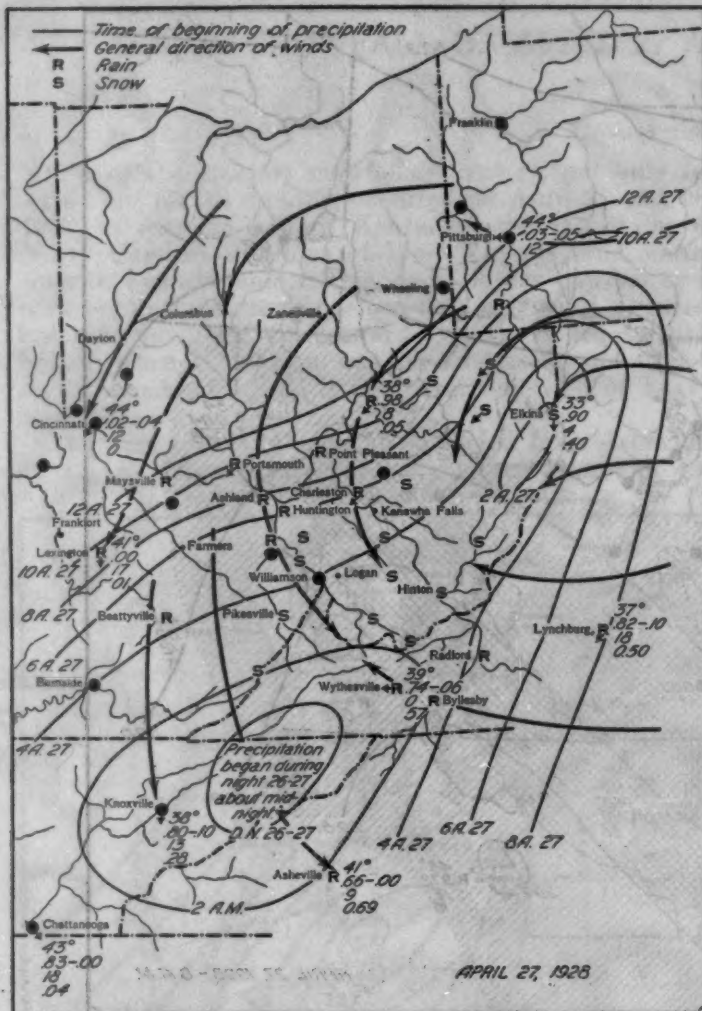 Time of beginning of precipitation
General direction of winds
R Rain
S Snow
Franklin
12 A. 27
44°
Pittsburgh
.03-.05
10 A. 27
12
Wheeling
Columbus
Zanesville
Dayton
R
S
S
38°
R
.98
8
.05
S
Elkins
S
33°
.90
4
.40
Cincinnati
44°
.02-.04
12
0
R
Point Pleasant
R
Portsmouth
Maysville
R
S
2 A. 27
Charleston
R
Ashland
R
Huntington
R
Kanawha Falls
12 A. 27
Frankfort
Lexington
R
41°
.00
17
.01
Farmers
R
S
S
S
S
10 A. 27
Williamson
Logan
S
Hinton
S
8 A. 27
Beattyville
R
Pikesville
S
S
S
Lynchburg
R
37°
.82-.10
18
0.50
6 A. 27
Radford
R
Burnside
S
39°
Wythesville
R
.74-.06
0
57
R
Byllesby
4 A. 27
Precipitation
began during
night 26-27
about mid-
night
D.N. 26-27
Knoxville
38°
.80-.10
13
28
4 A. 27
6 A. 27
8 A. 27
Asheville
R
41°
.66-.00
9
0.69
2 A.M.
Chattanooga
43°
.83-.00
18
.04
APRIL 27, 1928